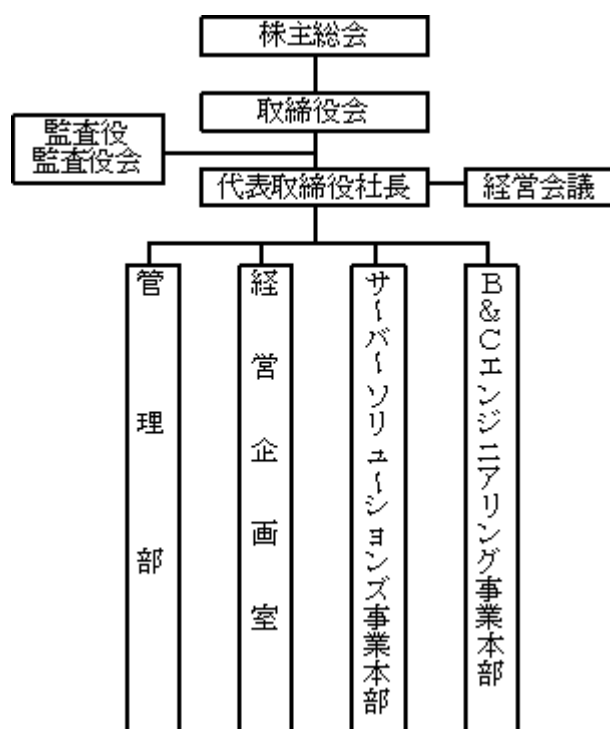 株主総会
取締役会
監査役
監査役会
代表取締役社長
経営会議
管理部
経営企画室
サーバーソリューションズ事業本部
B&Cエンジニアリング事業本部